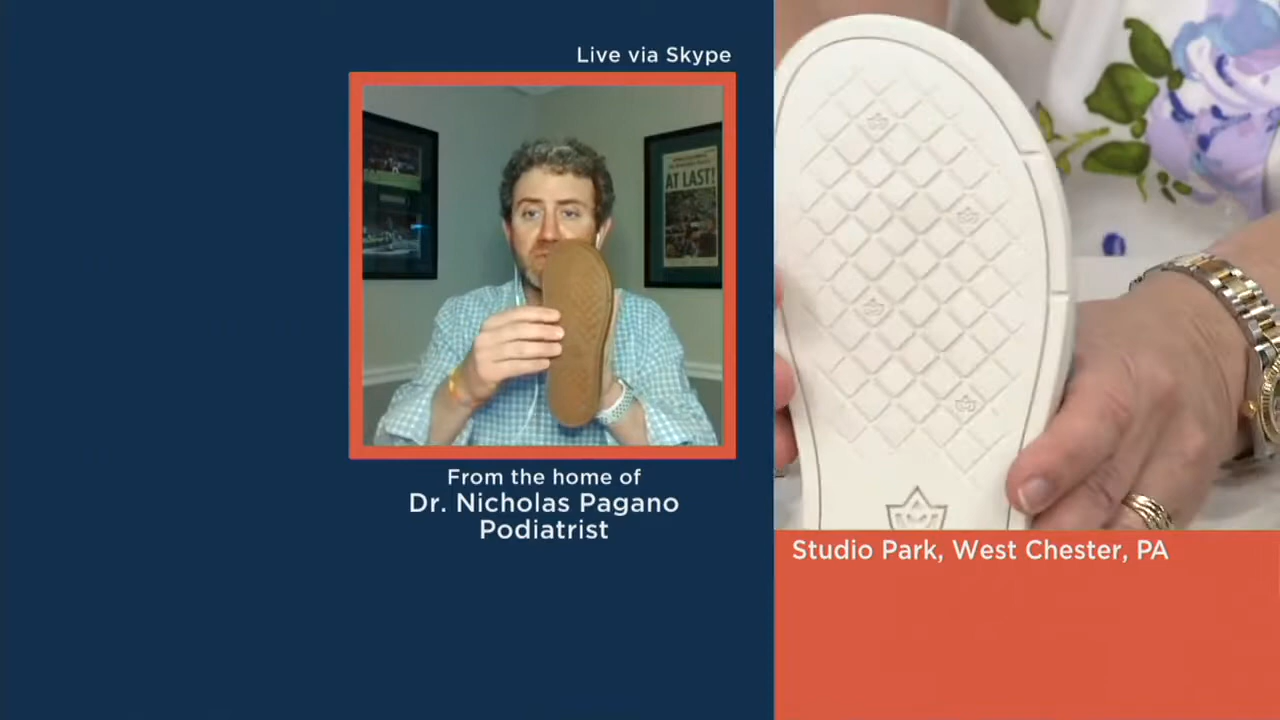 Live via Skype
AT LAST!
From the home of
Dr. Nicholas Pagano
Podiatrist
Studio Park, West Chester, PA